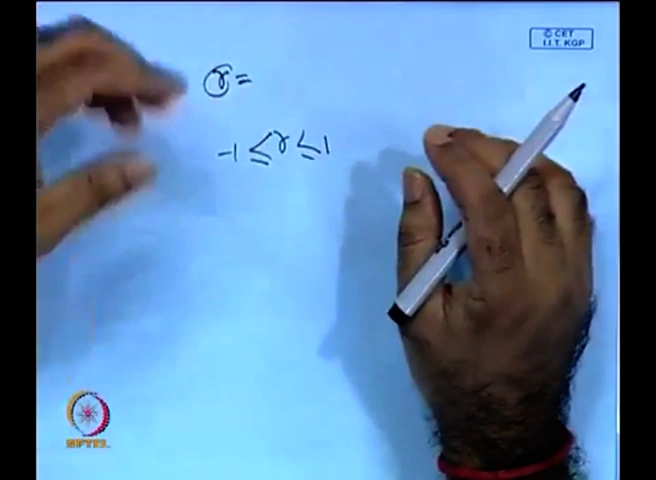 © CET
I.I.T. KGP
r =
-1 ≤ r ≤ 1
NPTEL